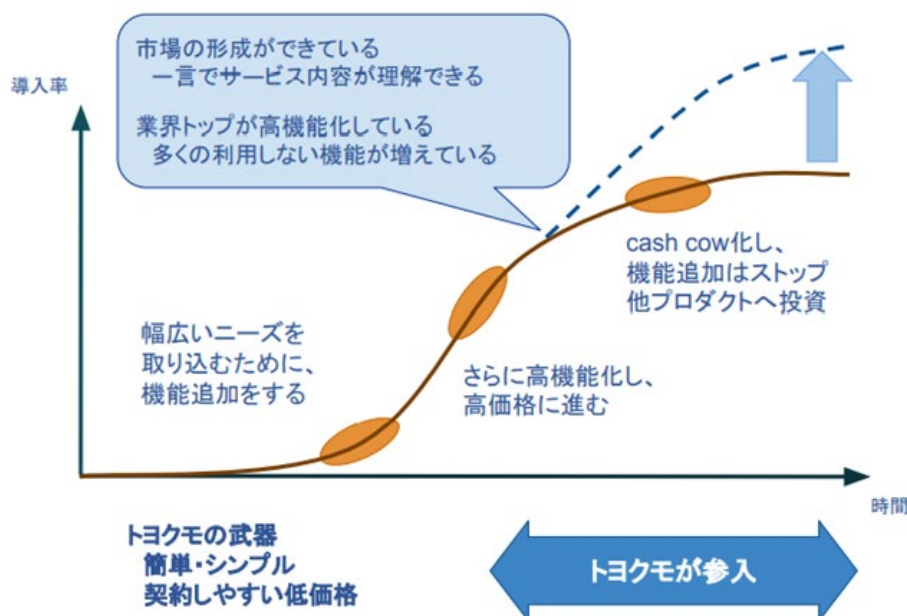 市場の形成ができている
一言でサービス内容が理解できる
業界トップが高機能化している
多くの利用しない機能が増えている
導入率
cash cow化し、
機能追加はストップ
他プロダクトへ投資
幅広いニーズを
取り込むために、
機能追加をする
さらに高機能化し、
高価格に進む
時間
トヨクモの武器
簡単・シンプル
契約しやすい低価格
トヨクモが参入